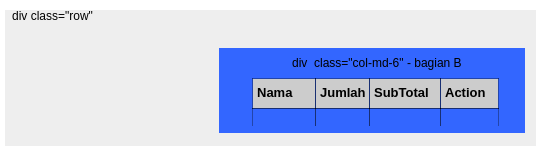 div class="row"
div  class="col-md-6" - bagian B
Nama Jumlah SubTotal Action